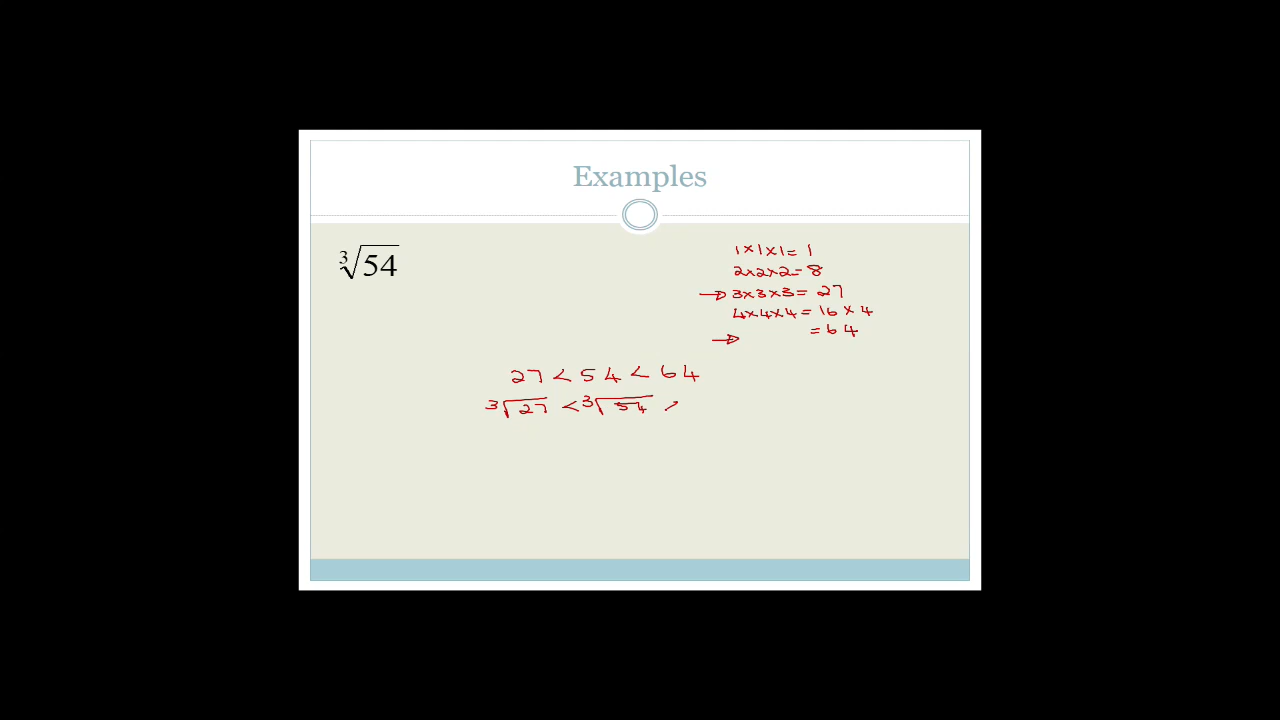 Examples
∛54
1×1×1= 1
2×2×2= 8
→ 3×3×3= 27
4×4×4= 16×4
→ = 64
27 < 54 < 64
∛27 < ∛54 <